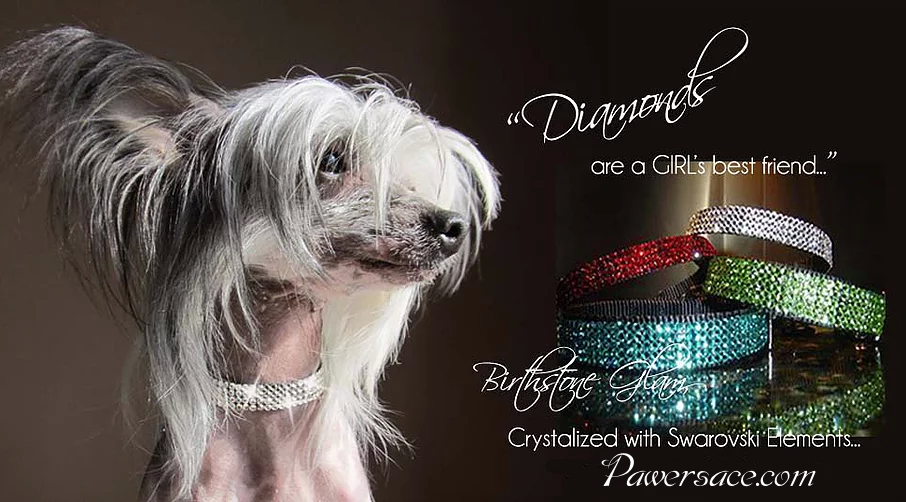 “Diamonds
are a GIRL's best friend...”
Birthstone Glam
Crystalized with Swarovski Elements...
Pawersace.com